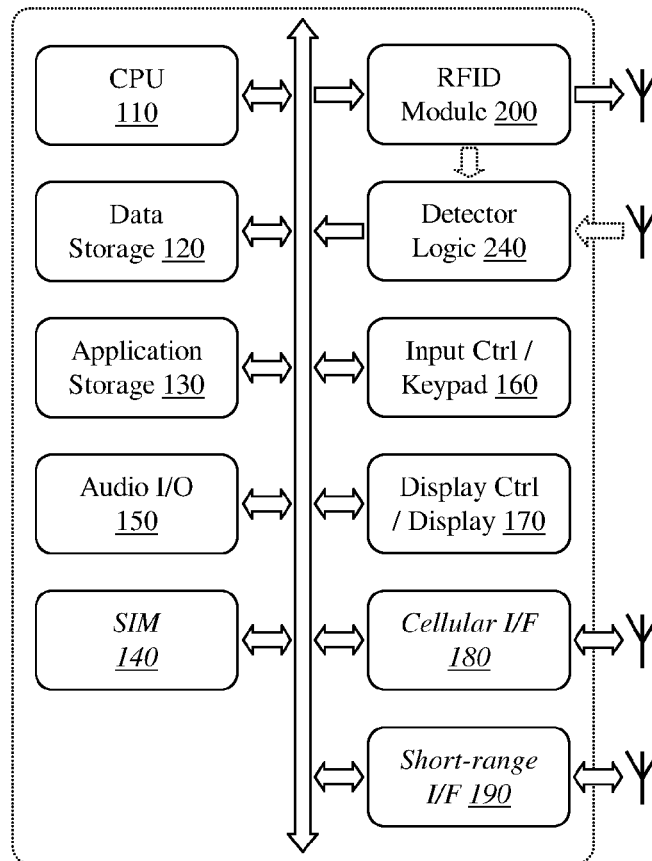 CPU
110
RFID
Module 200
Data
Storage 120
Detector
Logic 240
Application
Storage 130
Input Ctrl /
Keypad 160
Audio I/O
150
Display Ctrl
/ Display 170
SIM
140
Cellular I/F
180
Short-range
I/F 190